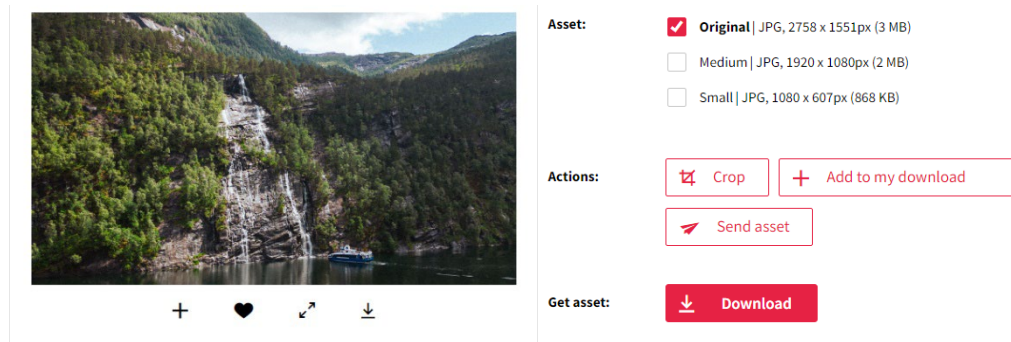 Asset:
Original | JPG, 2758 x 1551px (3 MB)
Medium | JPG, 1920 x 1080px (2 MB)
Small | JPG, 1080 x 607px (868 KB)
Actions:
Crop
Add to my download
Send asset
Get asset:
Download